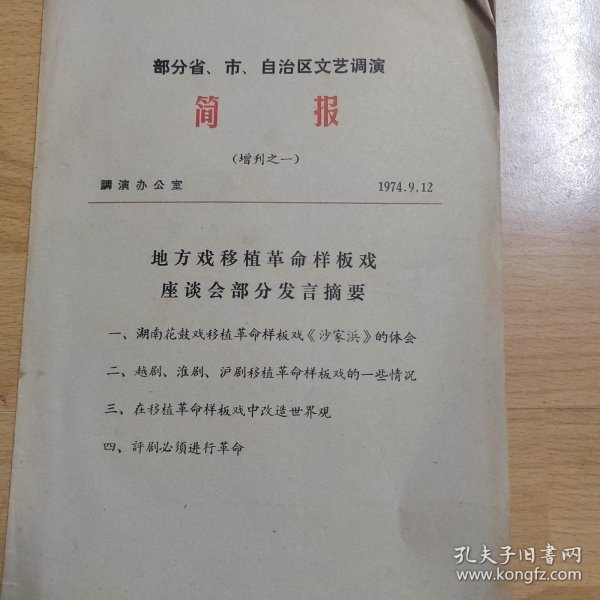 部分省、市、自治区文艺调演
简 报
(增刊之一)
調演办公室 1974.9.12
地方戏移植革命样板戏
座谈会部分发言摘要
一、湖南花鼓戏移植革命样板戏《沙家浜》的体会
二、越剧、淮剧、沪剧移植革命样板戏的一些情况
三、在移植革命样板戏中改造世界观
四、評剧必须进行革命
孔夫子旧书网
www.kongfz.com